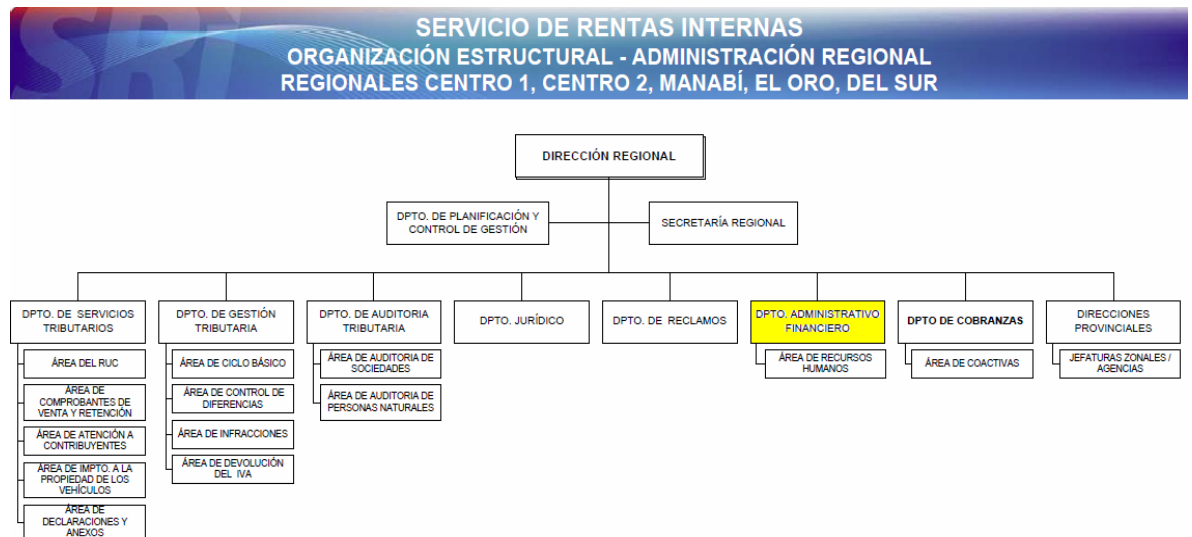 SRI
SERVICIO DE RENTAS INTERNAS
ORGANIZACIÓN ESTRUCTURAL - ADMINISTRACIÓN REGIONAL
REGIONALES CENTRO 1, CENTRO 2, MANABÍ, EL ORO, DEL SUR
DIRECCIÓN REGIONAL
DPTO. DE PLANIFICACIÓN Y
CONTROL DE GESTIÓN
SECRETARÍA REGIONAL
DPTO. DE SERVICIOS
TRIBUTARIOS
ÁREA DEL RUC
ÁREA DE
COMPROBANTES DE
VENTA Y RETENCIÓN
ÁREA DE ATENCIÓN A
CONTRIBUYENTES
ÁREA DE IMPTO. A LA
PROPIEDAD DE LOS
VEHÍCULOS
ÁREA DE
DECLARACIONES Y
ANEXOS
DPTO. DE GESTIÓN
TRIBUTARIA
ÁREA DE CICLO BÁSICO
ÁREA DE CONTROL DE
DIFERENCIAS
ÁREA DE INFRACCIONES
ÁREA DE DEVOLUCIÓN
DEL IVA
DPTO. DE AUDITORIA
TRIBUTARIA
ÁREA DE AUDITORIA DE
SOCIEDADES
ÁREA DE AUDITORIA DE
PERSONAS NATURALES
DPTO. JURÍDICO
DPTO. DE RECLAMOS
DPTO. ADMINISTRATIVO
FINANCIERO
ÁREA DE RECURSOS
HUMANOS
DPTO DE COBRANZAS
ÁREA DE COACTIVAS
DIRECCIONES
PROVINCIALES
JEFATURAS ZONALES /
AGENCIAS